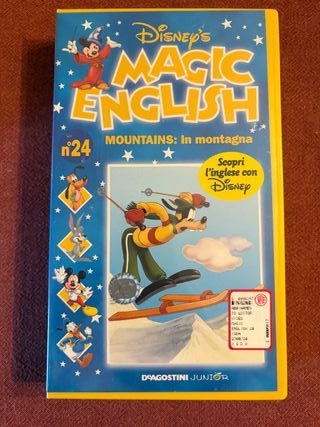 Disney's
MAGIC
ENGLISH
n°24
MOUNTAINS: In montagna
Scopri
l'inglese con
Disney
DEAGOSTINI JUNIOR